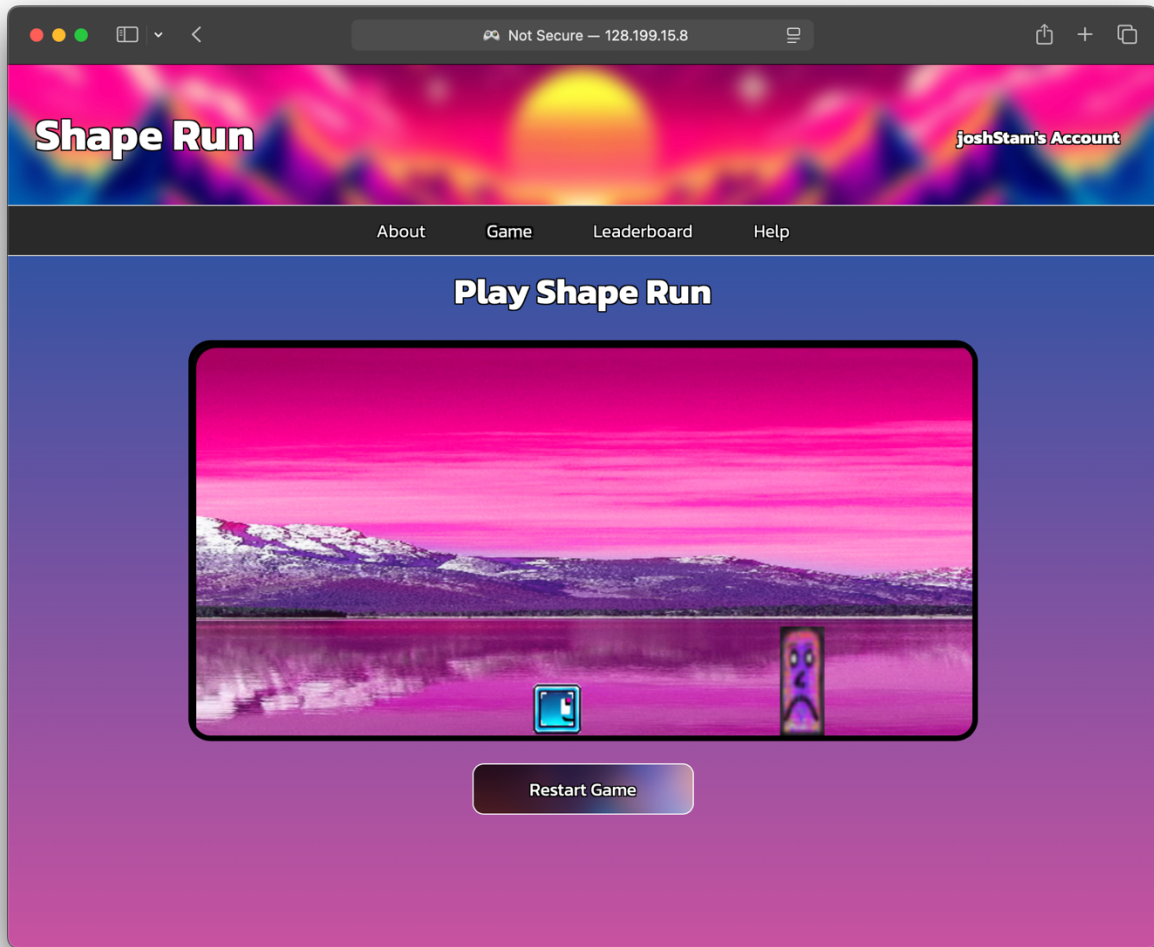 Not Secure — 128.199.15.8
Shape Run
joshStam's Account
About Game Leaderboard Help
Play Shape Run
Restart Game